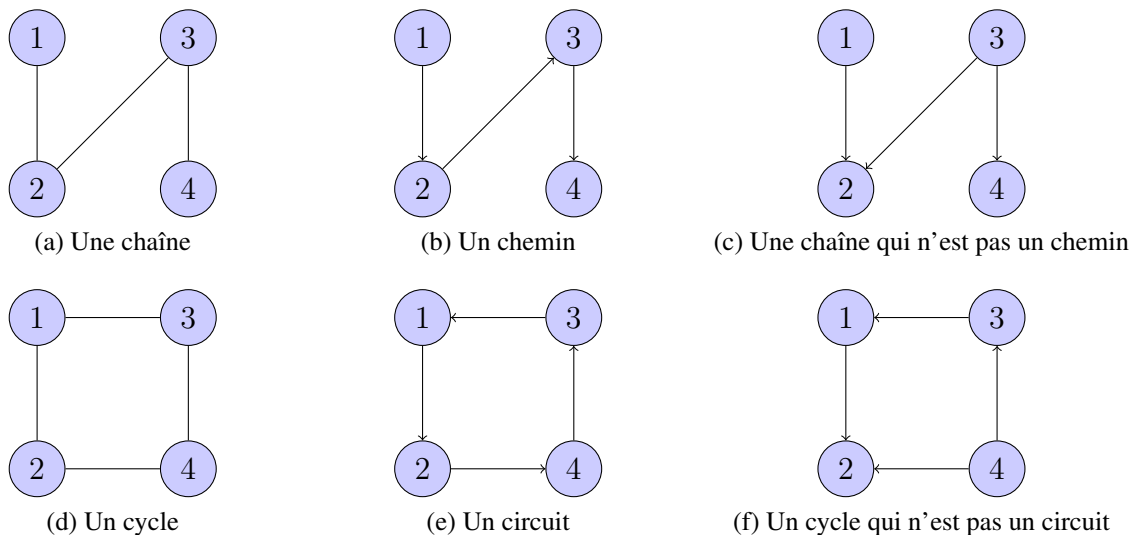 1 3 1 3 1 3
2 4 2 4 2 4
(a) Une chaîne (b) Un chemin (c) Une chaîne qui n'est pas un chemin
1 3 1 3 1 3
2 4 2 4 2 4
(d) Un cycle (e) Un circuit (f) Un cycle qui n'est pas un circuit